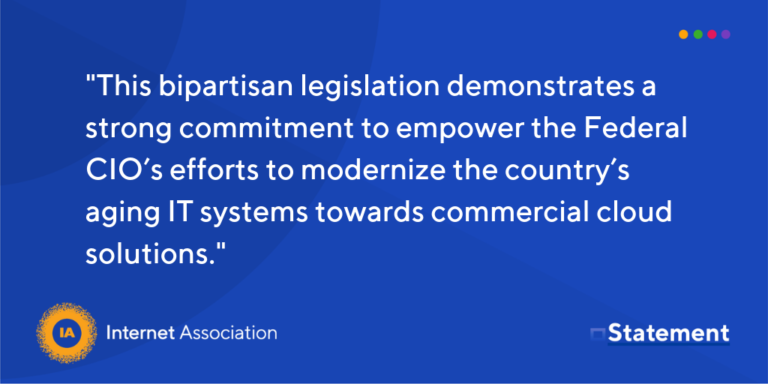 "This bipartisan legislation demonstrates a
strong commitment to empower the Federal
CIO’s efforts to modernize the country’s
aging IT systems towards commercial cloud
solutions."
IA
Internet Association
Statement